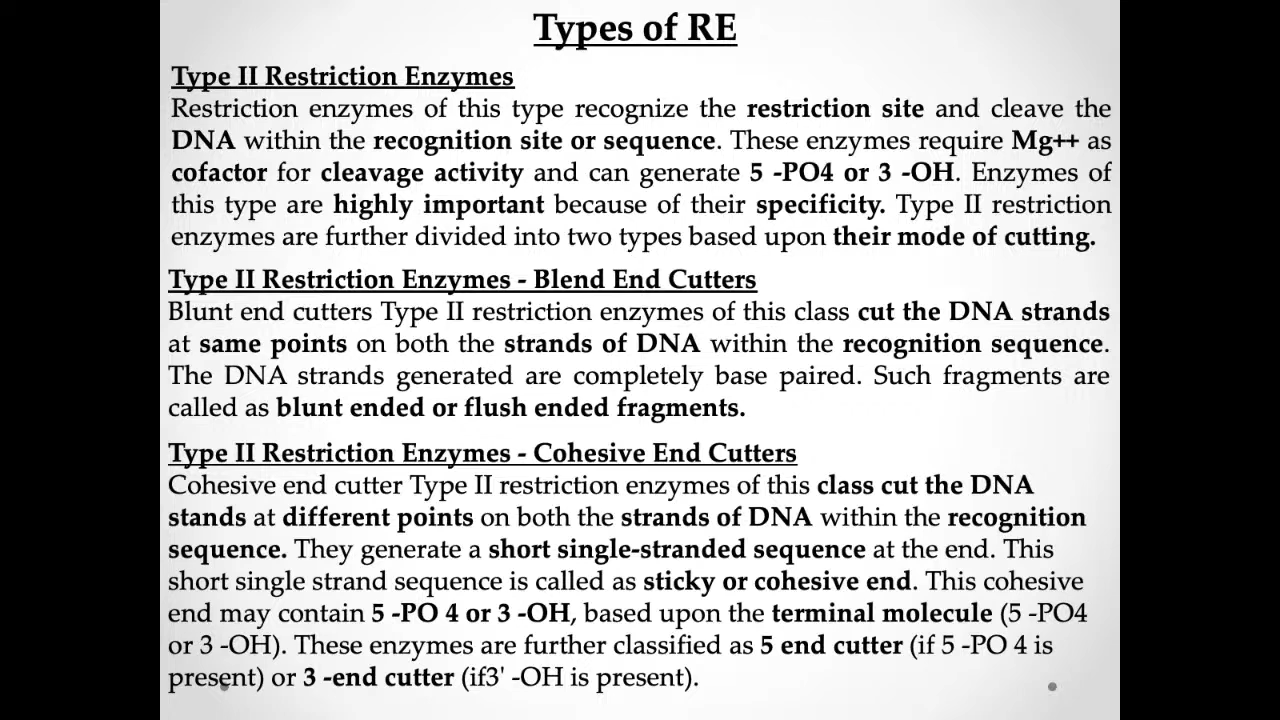 Types of RE
Type II Restriction Enzymes
Restriction enzymes of this type recognize the restriction site and cleave the
DNA within the recognition site or sequence. These enzymes require Mg++ as
cofactor for cleavage activity and can generate 5 -PO4 or 3 -OH. Enzymes of
this type are highly important because of their specificity. Type II restriction
enzymes are further divided into two types based upon their mode of cutting.
Type II Restriction Enzymes - Blend End Cutters
Blunt end cutters Type II restriction enzymes of this class cut the DNA strands
at same points on both the strands of DNA within the recognition sequence.
The DNA strands generated are completely base paired. Such fragments are
called as blunt ended or flush ended fragments.
Type II Restriction Enzymes - Cohesive End Cutters
Cohesive end cutter Type II restriction enzymes of this class cut the DNA
stands at different points on both the strands of DNA within the recognition
sequence. They generate a short single-stranded sequence at the end. This
short single strand sequence is called as sticky or cohesive end. This cohesive
end may contain 5 -PO 4 or 3 -OH, based upon the terminal molecule (5 -PO4
or 3 -OH). These enzymes are further classified as 5 end cutter (if 5 -PO 4 is
present) or 3 -end cutter (if3' -OH is present).